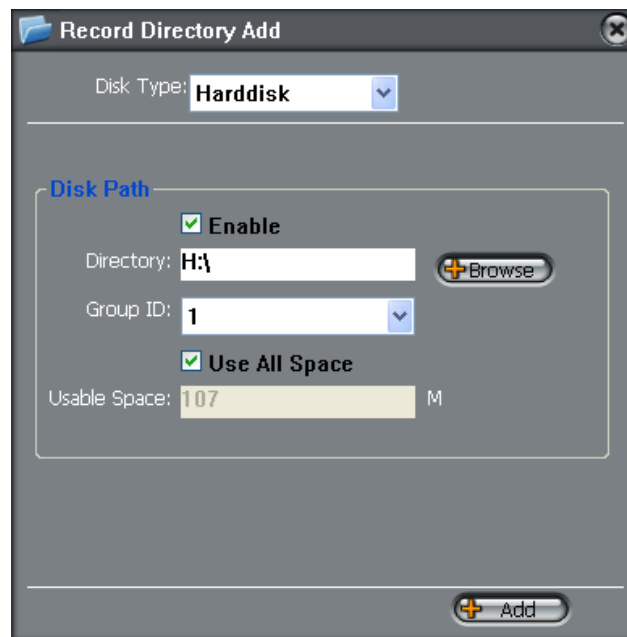 Record Directory Add
Disk Type: Harddisk
Disk Path
Enable
Directory: H:\ Browse
Group ID: 1
Use All Space
Usable Space: 107 M
Add